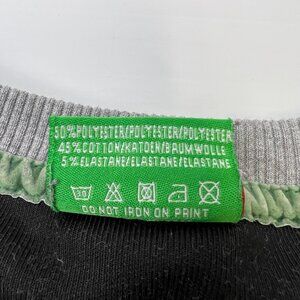 50%POLYESTER/POLYESTER/POLYESTER
45%COTTON/KATOEN/BAUMWOLLE
5%ELASTANE/ELASTANE/ELASTANE
30
DO NOT IRON ON PRINT